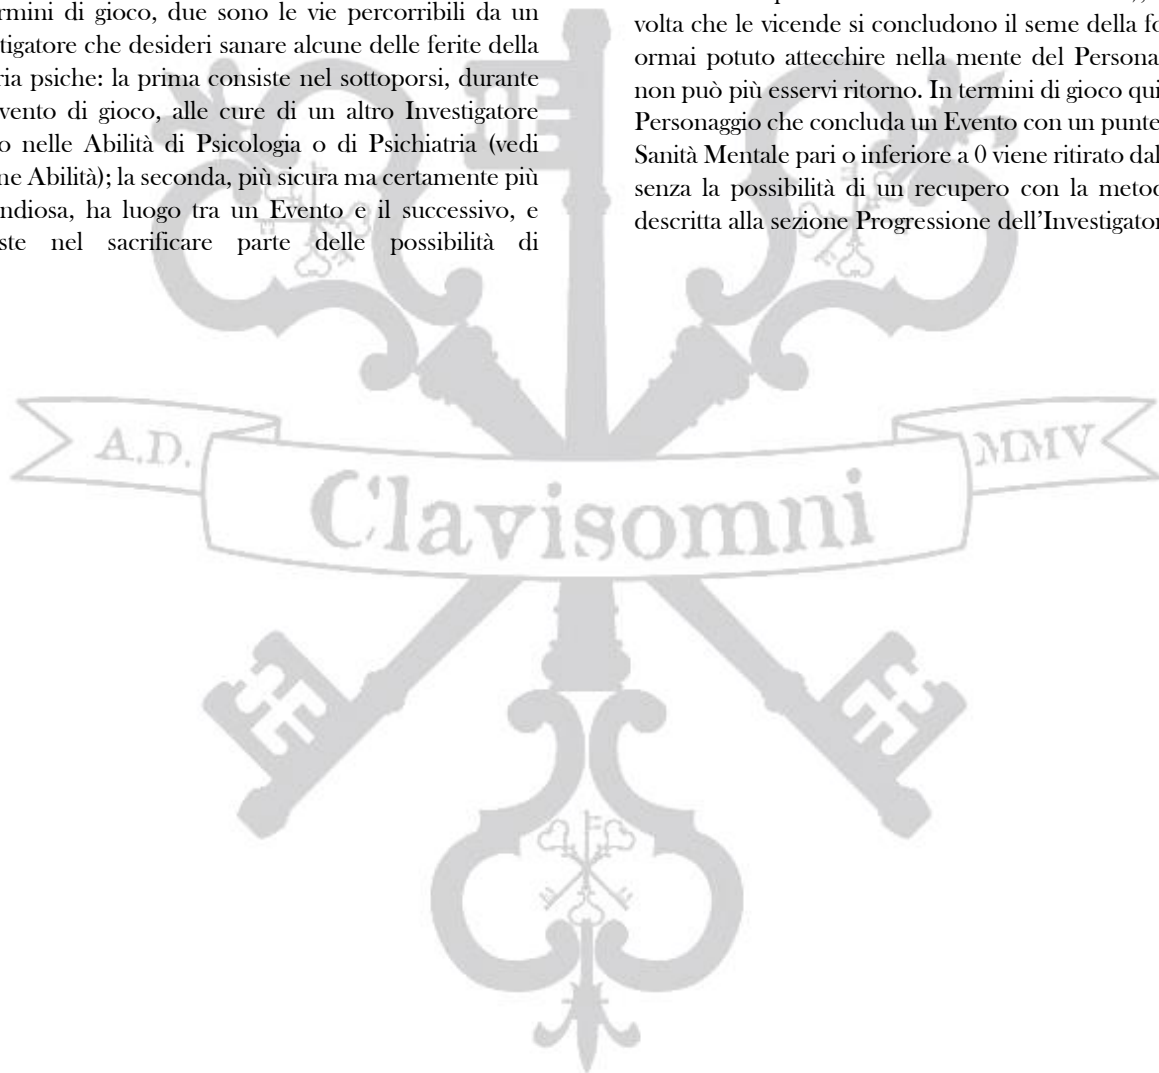 rmini di gioco, due sono le vie percorribili da un
tigatore che desideri sanare alcune delle ferite della
ria psiche: la prima consiste nel sottoporsi, durante
vento di gioco, alle cure di un altro Investigatore
o nelle Abilità di Psicologia o di Psichiatria (vedi
ne Abilità); la seconda, più sicura ma certamente più
ndiosa, ha luogo tra un Evento e il successivo, e
ste nel sacrificare parte delle possibilità di
volta che le vicende si concludono il seme della fo
ormai potuto attecchire nella mente del Persona
non può più esservi ritorno. In termini di gioco qui
Personaggio che concluda un Evento con un punte
Sanità Mentale pari o inferiore a 0 viene ritirato dal
senza la possibilità di un recupero con la metod
descritta alla sezione Progressione dell'Investigator
A.D.
Clavisomni
MMV